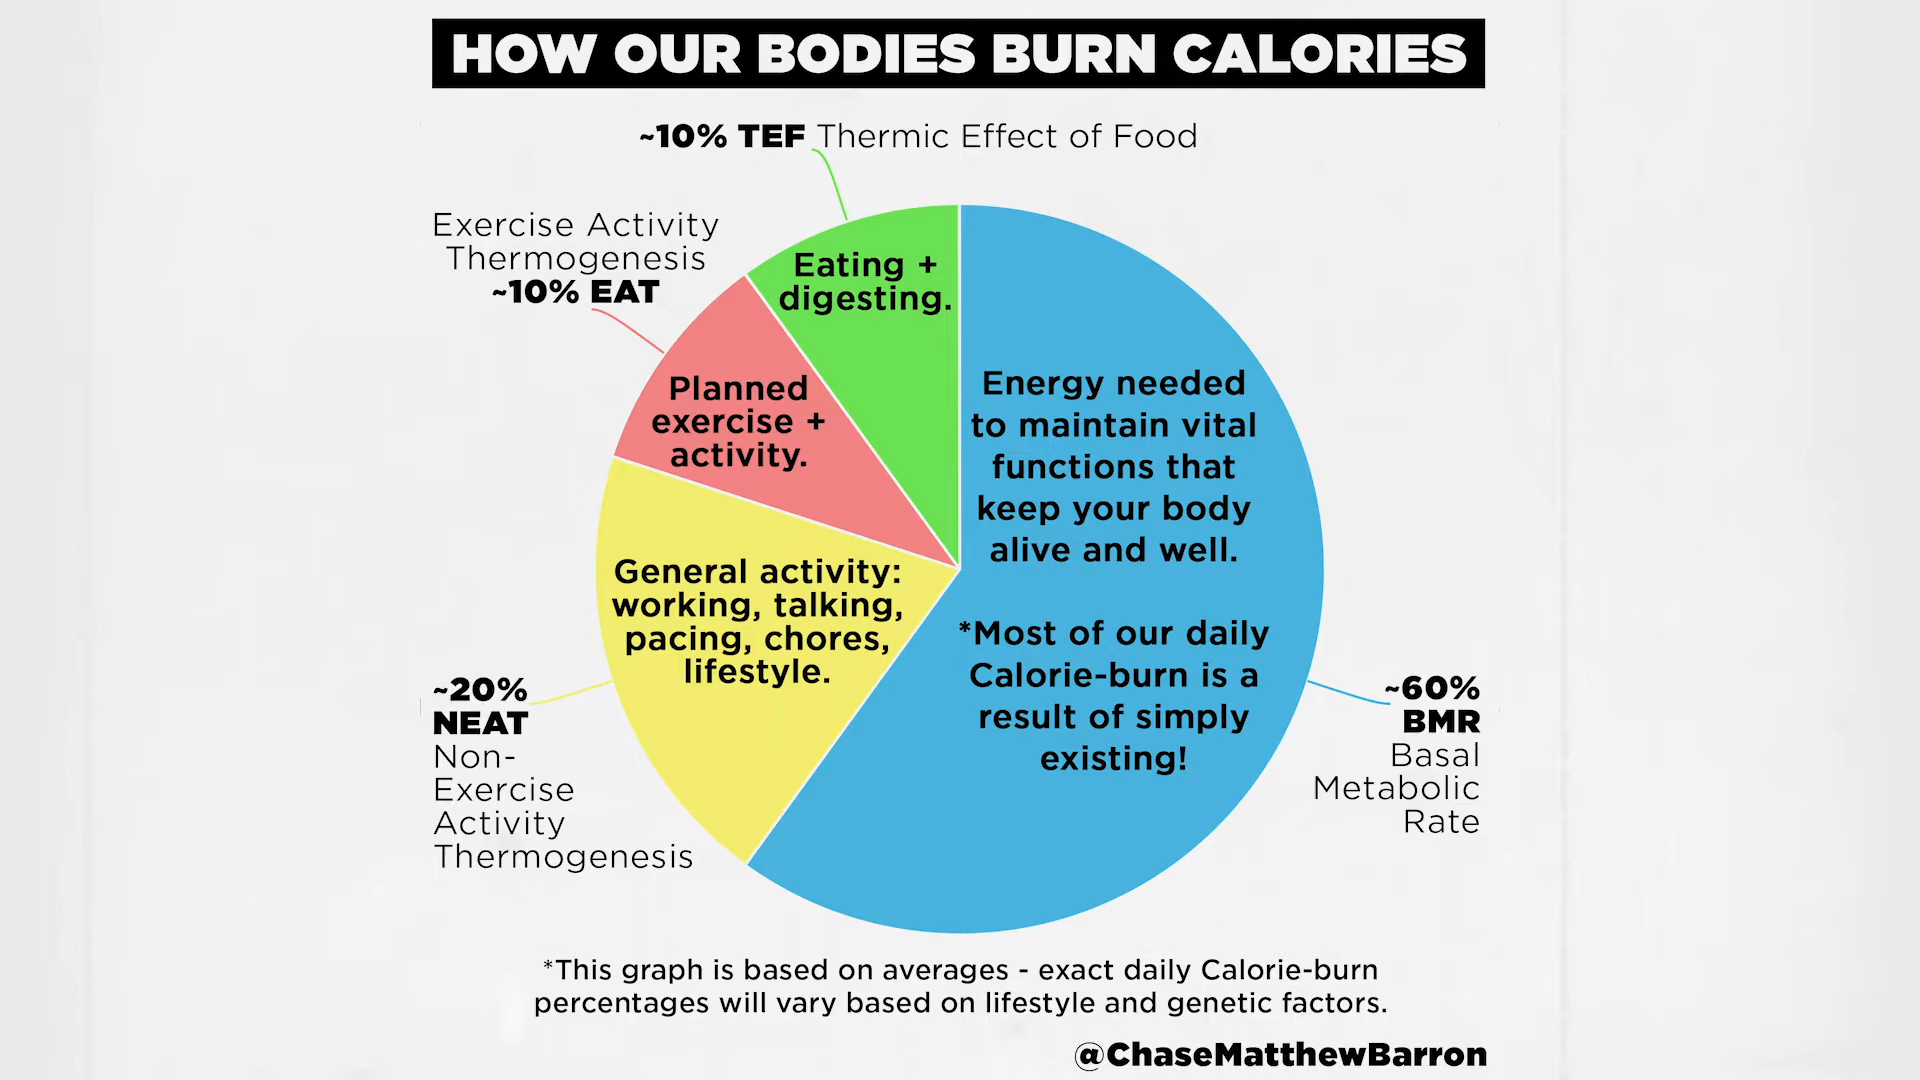 HOW OUR BODIES BURN CALORIES
~10% TEF Thermic Effect of Food
Exercise Activity
Thermogenesis
~10% EAT
Eating +
digesting.
Planned
exercise +
activity.
Energy needed
to maintain vital
functions that
keep your body
alive and well.
*Most of our daily
Calorie-burn is a
result of simply
existing!
General activity:
working, talking,
pacing, chores,
lifestyle.
~20%
NEAT
Non-
Exercise
Activity
Thermogenesis
~60%
BMR
Basal
Metabolic
Rate
*This graph is based on averages - exact daily Calorie-burn
percentages will vary based on lifestyle and genetic factors.
@ChaseMatthewBarron